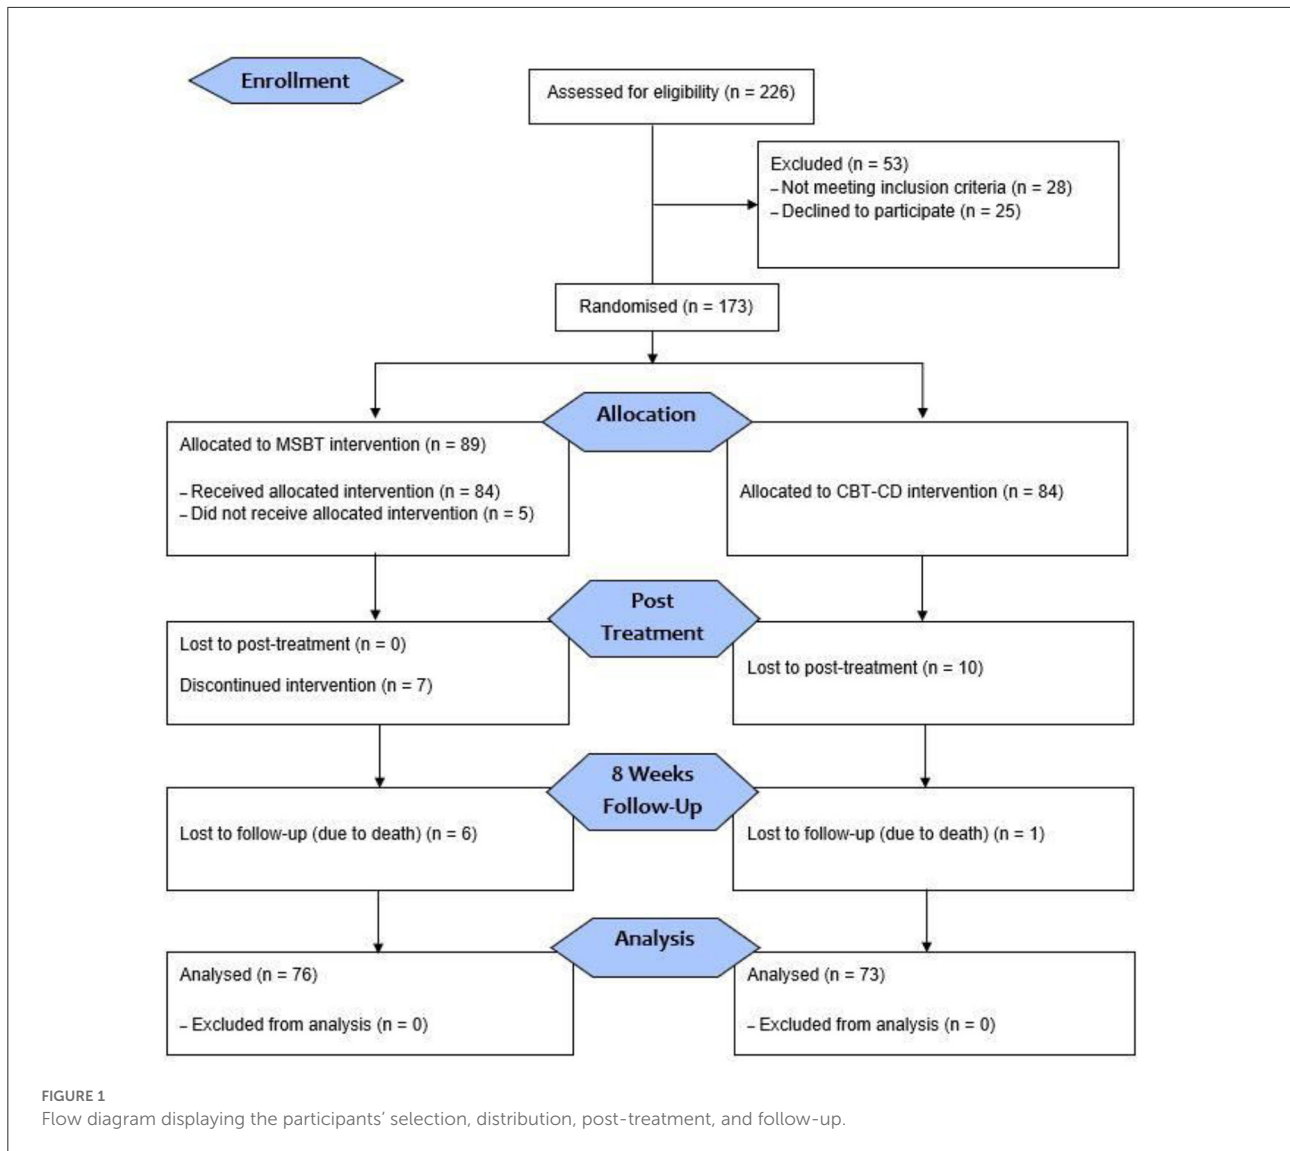 Enrollment
Assessed for eligibility (n = 226)
Excluded (n = 53)
– Not meeting inclusion criteria (n = 28)
– Declined to participate (n = 25)
Randomised (n = 173)
Allocation
Allocated to MSBT intervention (n = 89)
– Received allocated intervention (n = 84)
– Did not receive allocated intervention (n = 5)
Allocated to CBT-CD intervention (n = 84)
Post
Treatment
Lost to post-treatment (n = 0)
Discontinued intervention (n = 7)
Lost to post-treatment (n = 10)
8 Weeks
Follow-Up
Lost to follow-up (due to death) (n = 6)
Lost to follow-up (due to death) (n = 1)
Analysis
Analysed (n = 76)
– Excluded from analysis (n = 0)
Analysed (n = 73)
– Excluded from analysis (n = 0)
FIGURE 1
Flow diagram displaying the participants’ selection, distribution, post-treatment, and follow-up.